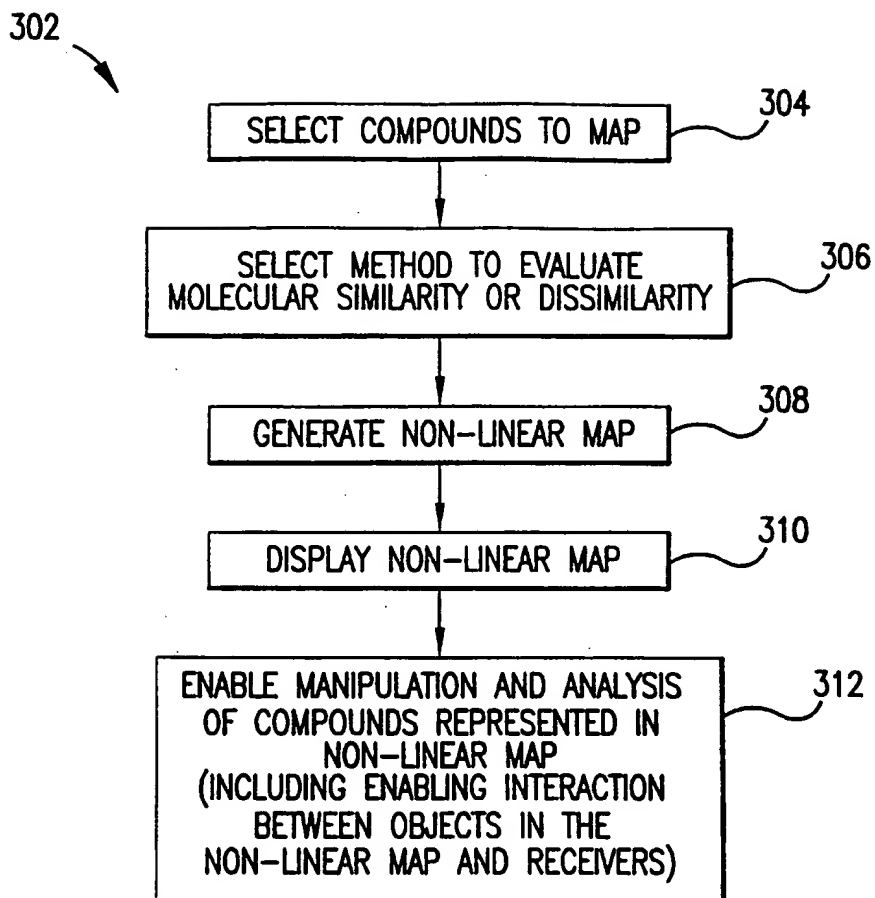 302
304
SELECT COMPOUNDS TO MAP
306
SELECT METHOD TO EVALUATE
MOLECULAR SIMILARITY OR DISSIMILARITY
308
GENERATE NON-LINEAR MAP
310
DISPLAY NON-LINEAR MAP
312
ENABLE MANIPULATION AND ANALYSIS
OF COMPOUNDS REPRESENTED IN
NON-LINEAR MAP
(INCLUDING ENABLING INTERACTION
BETWEEN OBJECTS IN THE
NON-LINEAR MAP AND RECEIVERS)